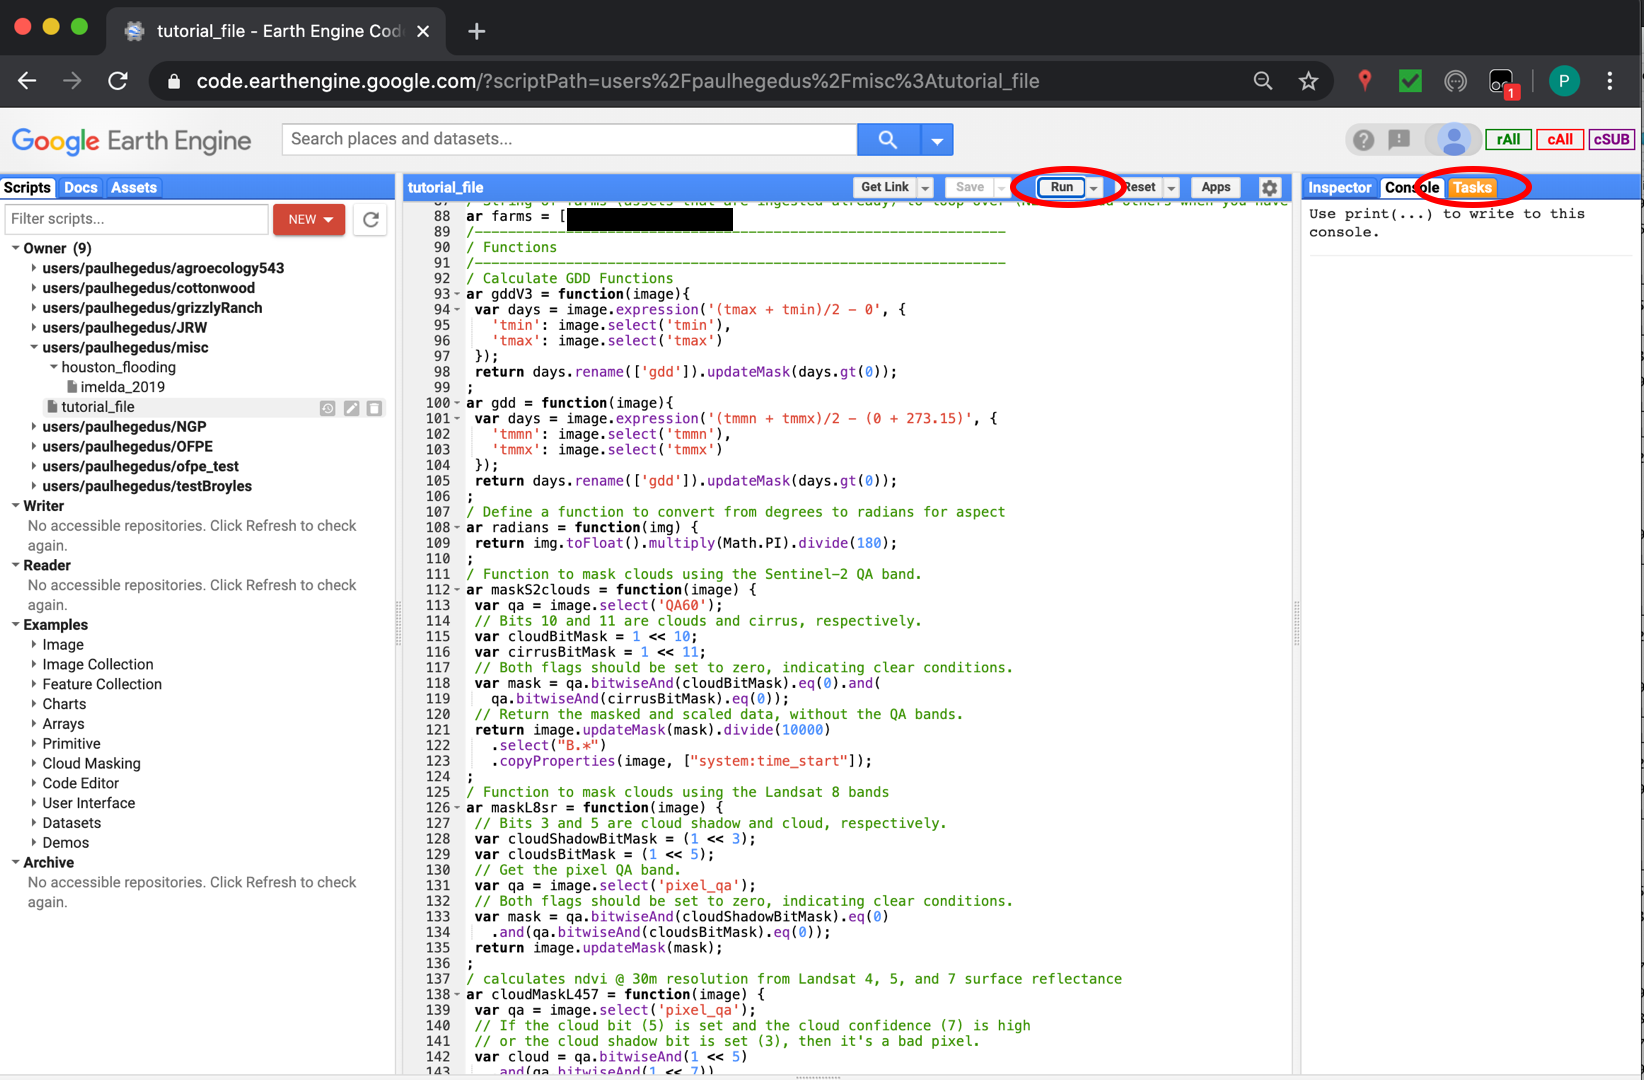 tutorial_file - Earth Engine Cod
code.earthengine.google.com/?scriptPath=users%2Fpaulhegedus%2Fmisc%3Atutorial_file
1
P
Google Earth Engine
Search places and datasets...
rAll
cAll
cSUB
Scripts
Docs
Assets
Filter scripts...
NEW
Owner (9)
users/paulhegedus/agroecology543
users/paulhegedus/cottonwood
users/paulhegedus/grizzlyRanch
users/paulhegedus/JRW
users/paulhegedus/misc
houston_flooding
imelda_2019
tutorial_file
users/paulhegedus/NGP
users/paulhegedus/OFPE
users/paulhegedus/ofpe_test
users/paulhegedus/testBroyles
Writer
No accessible repositories. Click Refresh to check
again.
Reader
No accessible repositories. Click Refresh to check
again.
Examples
Image
Image Collection
Feature Collection
Charts
Arrays
Primitive
Cloud Masking
Code Editor
User Interface
Datasets
Demos
Archive
No accessible repositories. Click Refresh to check
again.
tutorial_file
Get Link
Save
Run
Reset
Apps
88 ar farms = [
89 /---------------------------------------------------------------
90 / Functions
91 /---------------------------------------------------------------
92 / Calculate GDD Functions
93 ar gddV3 = function(image){
94 var days = image.expression('(tmax + tmin)/2 - 0', {
95 'tmin': image.select('tmin'),
96 'tmax': image.select('tmax')
97 });
98 return days.rename(['gdd']).updateMask(days.gt(0));
99 ;
100 ar gdd = function(image){
101 var days = image.expression('(tmmn + tmmx)/2 - (0 + 273.15)', {
102 'tmmn': image.select('tmmn'),
103 'tmmx': image.select('tmmx')
104 });
105 return days.rename(['gdd']).updateMask(days.gt(0));
106 ;
107 / Define a function to convert from degrees to radians for aspect
108 ar radians = function(img) {
109 return img.toFloat().multiply(Math.PI).divide(180);
110 ;
111 / Function to mask clouds using the Sentinel-2 QA band.
112 ar maskS2clouds = function(image) {
113 var qa = image.select('QA60');
114 // Bits 10 and 11 are clouds and cirrus, respectively.
115 var cloudBitMask = 1 << 10;
116 var cirrusBitMask = 1 << 11;
117 // Both flags should be set to zero, indicating clear conditions.
118 var mask = qa.bitwiseAnd(cloudBitMask).eq(0).and(
119 qa.bitwiseAnd(cirrusBitMask).eq(0));
120 // Return the masked and scaled data, without the QA bands.
121 return image.updateMask(mask).divide(10000)
122 .select("B.*")
123 .copyProperties(image, ["system:time_start"]);
124 ;
125 / Function to mask clouds using the Landsat 8 bands
126 ar maskL8sr = function(image) {
127 // Bits 3 and 5 are cloud shadow and cloud, respectively.
128 var cloudShadowBitMask = (1 << 3);
129 var cloudsBitMask = (1 << 5);
130 // Get the pixel QA band.
131 var qa = image.select('pixel_qa');
132 // Both flags should be set to zero, indicating clear conditions.
133 var mask = qa.bitwiseAnd(cloudShadowBitMask).eq(0)
134 .and(qa.bitwiseAnd(cloudsBitMask).eq(0));
135 return image.updateMask(mask);
136 ;
137 / calculates ndvi @ 30m resolution from Landsat 4, 5, and 7 surface reflectance
138 ar cloudMaskL457 = function(image) {
139 var qa = image.select('pixel_qa');
140 // If the cloud bit (5) is set and the cloud confidence (7) is high
141 // or the cloud shadow bit is set (3), then it's a bad pixel.
142 var cloud = qa.bitwiseAnd(1 << 5)
143 .and(qa.bitwiseAnd(1 << 7))
Inspector
Console
Tasks
Use print(...) to write to this
console.